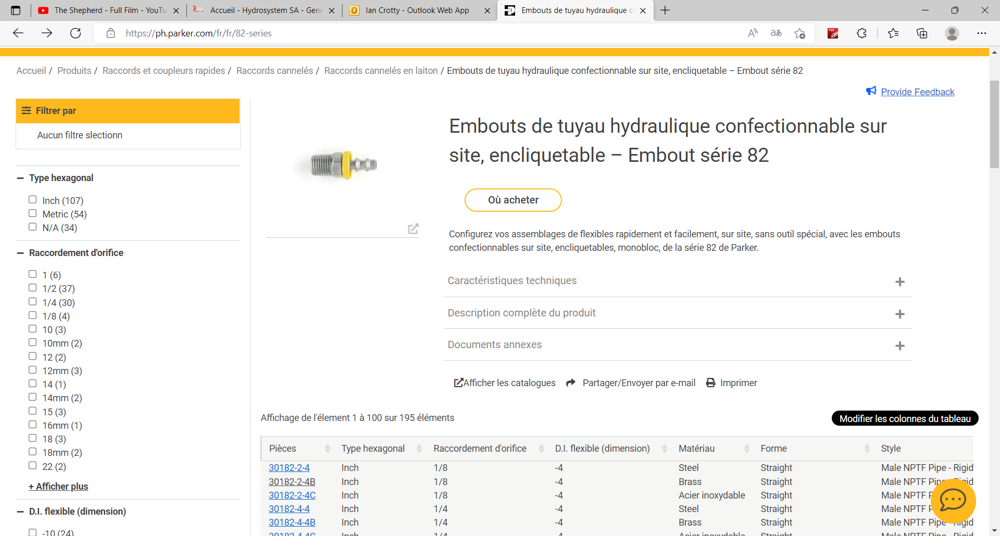 The Shepherd - Full Film - YouTu
Accueil - Hydrosystem SA - Gen
Ian Crotty - Outlook Web App
Embouts de tuyau hydraulique c
https://ph.parker.com/fr/fr/82-series
Accueil / Produits / Raccords et coupleurs rapides / Raccords cannelés / Raccords cannelés en laiton / Embouts de tuyau hydraulique confectionnable sur site, encliquetable – Embout série 82
Provide Feedback
Filtrer par
Aucun filtre slectionn
Type hexagonal
Inch (107)
Metric (54)
N/A (34)
Raccordement d'orifice
1 (6)
1/2 (37)
1/4 (30)
1/8 (4)
10 (3)
10mm (2)
12 (2)
12mm (3)
14 (1)
14mm (2)
15 (3)
16mm (1)
18 (3)
18mm (2)
22 (2)
+ Afficher plus
D.I. flexible (dimension)
-10 (24)
Embouts de tuyau hydraulique confectionnable sur
site, encliquetable – Embout série 82
Où acheter
Configurez vos assemblages de flexibles rapidement et facilement, sur site, sans outil spécial, avec les embouts
confectionnables sur site, encliquetables, monobloc, de la série 82 de Parker.
Caractéristiques techniques
Description complète du produit
Documents annexes
Afficher les catalogues Partager/Envoyer par e-mail Imprimer
Affichage de l'élement 1 à 100 sur 195 éléments
Modifier les colonnes du tableau
Pièces Type hexagonal Raccordement d'orifice D.I. flexible (dimension) Matériau Forme Style
30182-2-4 Inch 1/8 -4 Steel Straight Male NPTF Pipe - Rigid
30182-2-4B Inch 1/8 -4 Brass Straight Male NPTF Pipe - Rigid
30182-2-4C Inch 1/8 -4 Acier inoxydable Straight Male NPTF P
30182-4-4 Inch 1/4 -4 Steel Straight Male NPTF P
30182-4-4B Inch 1/4 -4 Brass Straight Male NPTF Pipe - Rigid
30182-4-4C Inch 1/4 -4 Acier inoxydable Straight Male NPTF Pipe - Rigid